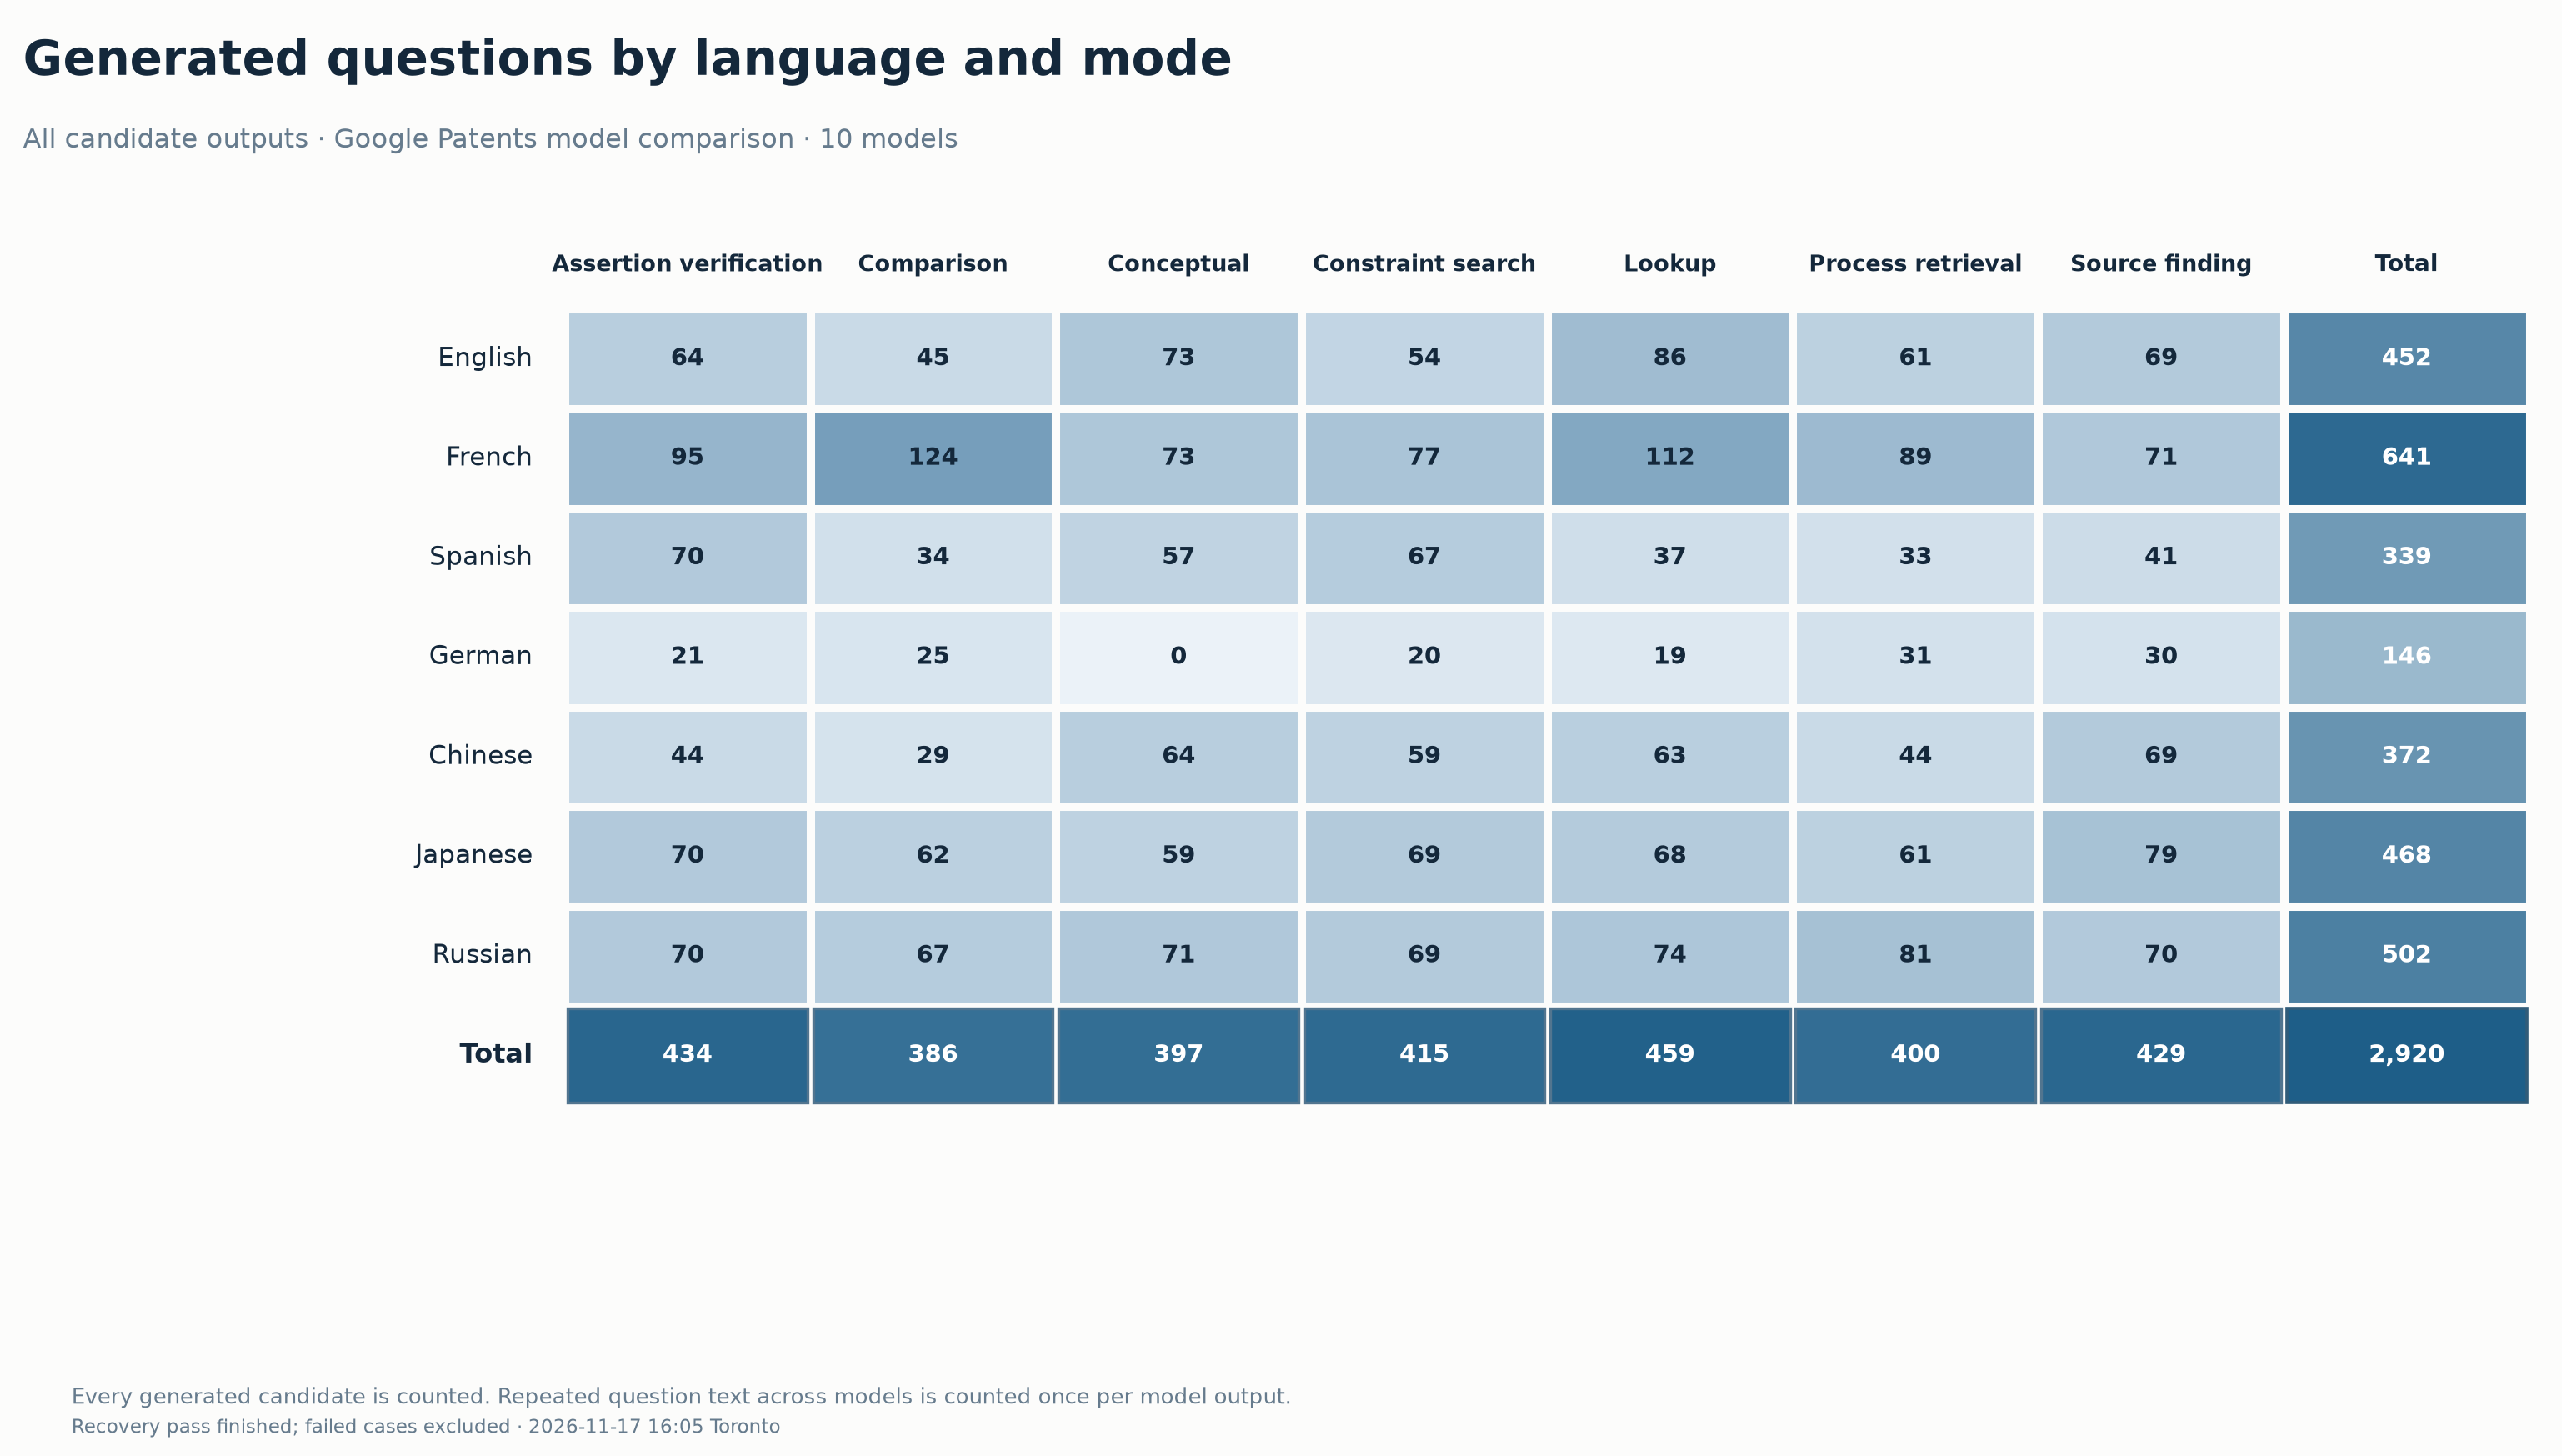 Generated questions by language and mode
All candidate outputs · Google Patents model comparison · 10 models
Assertion verification Comparison Conceptual Constraint search Lookup Process retrieval Source finding Total
English 64 45 73 54 86 61 69 452
French 95 124 73 77 112 89 71 641
Spanish 70 34 57 67 37 33 41 339
German 21 25 0 20 19 31 30 146
Chinese 44 29 64 59 63 44 69 372
Japanese 70 62 59 69 68 61 79 468
Russian 70 67 71 69 74 81 70 502
Total 434 386 397 415 459 400 429 2,920
Every generated candidate is counted. Repeated question text across models is counted once per model output.
Recovery pass finished; failed cases excluded · 2026-11-17 16:05 Toronto